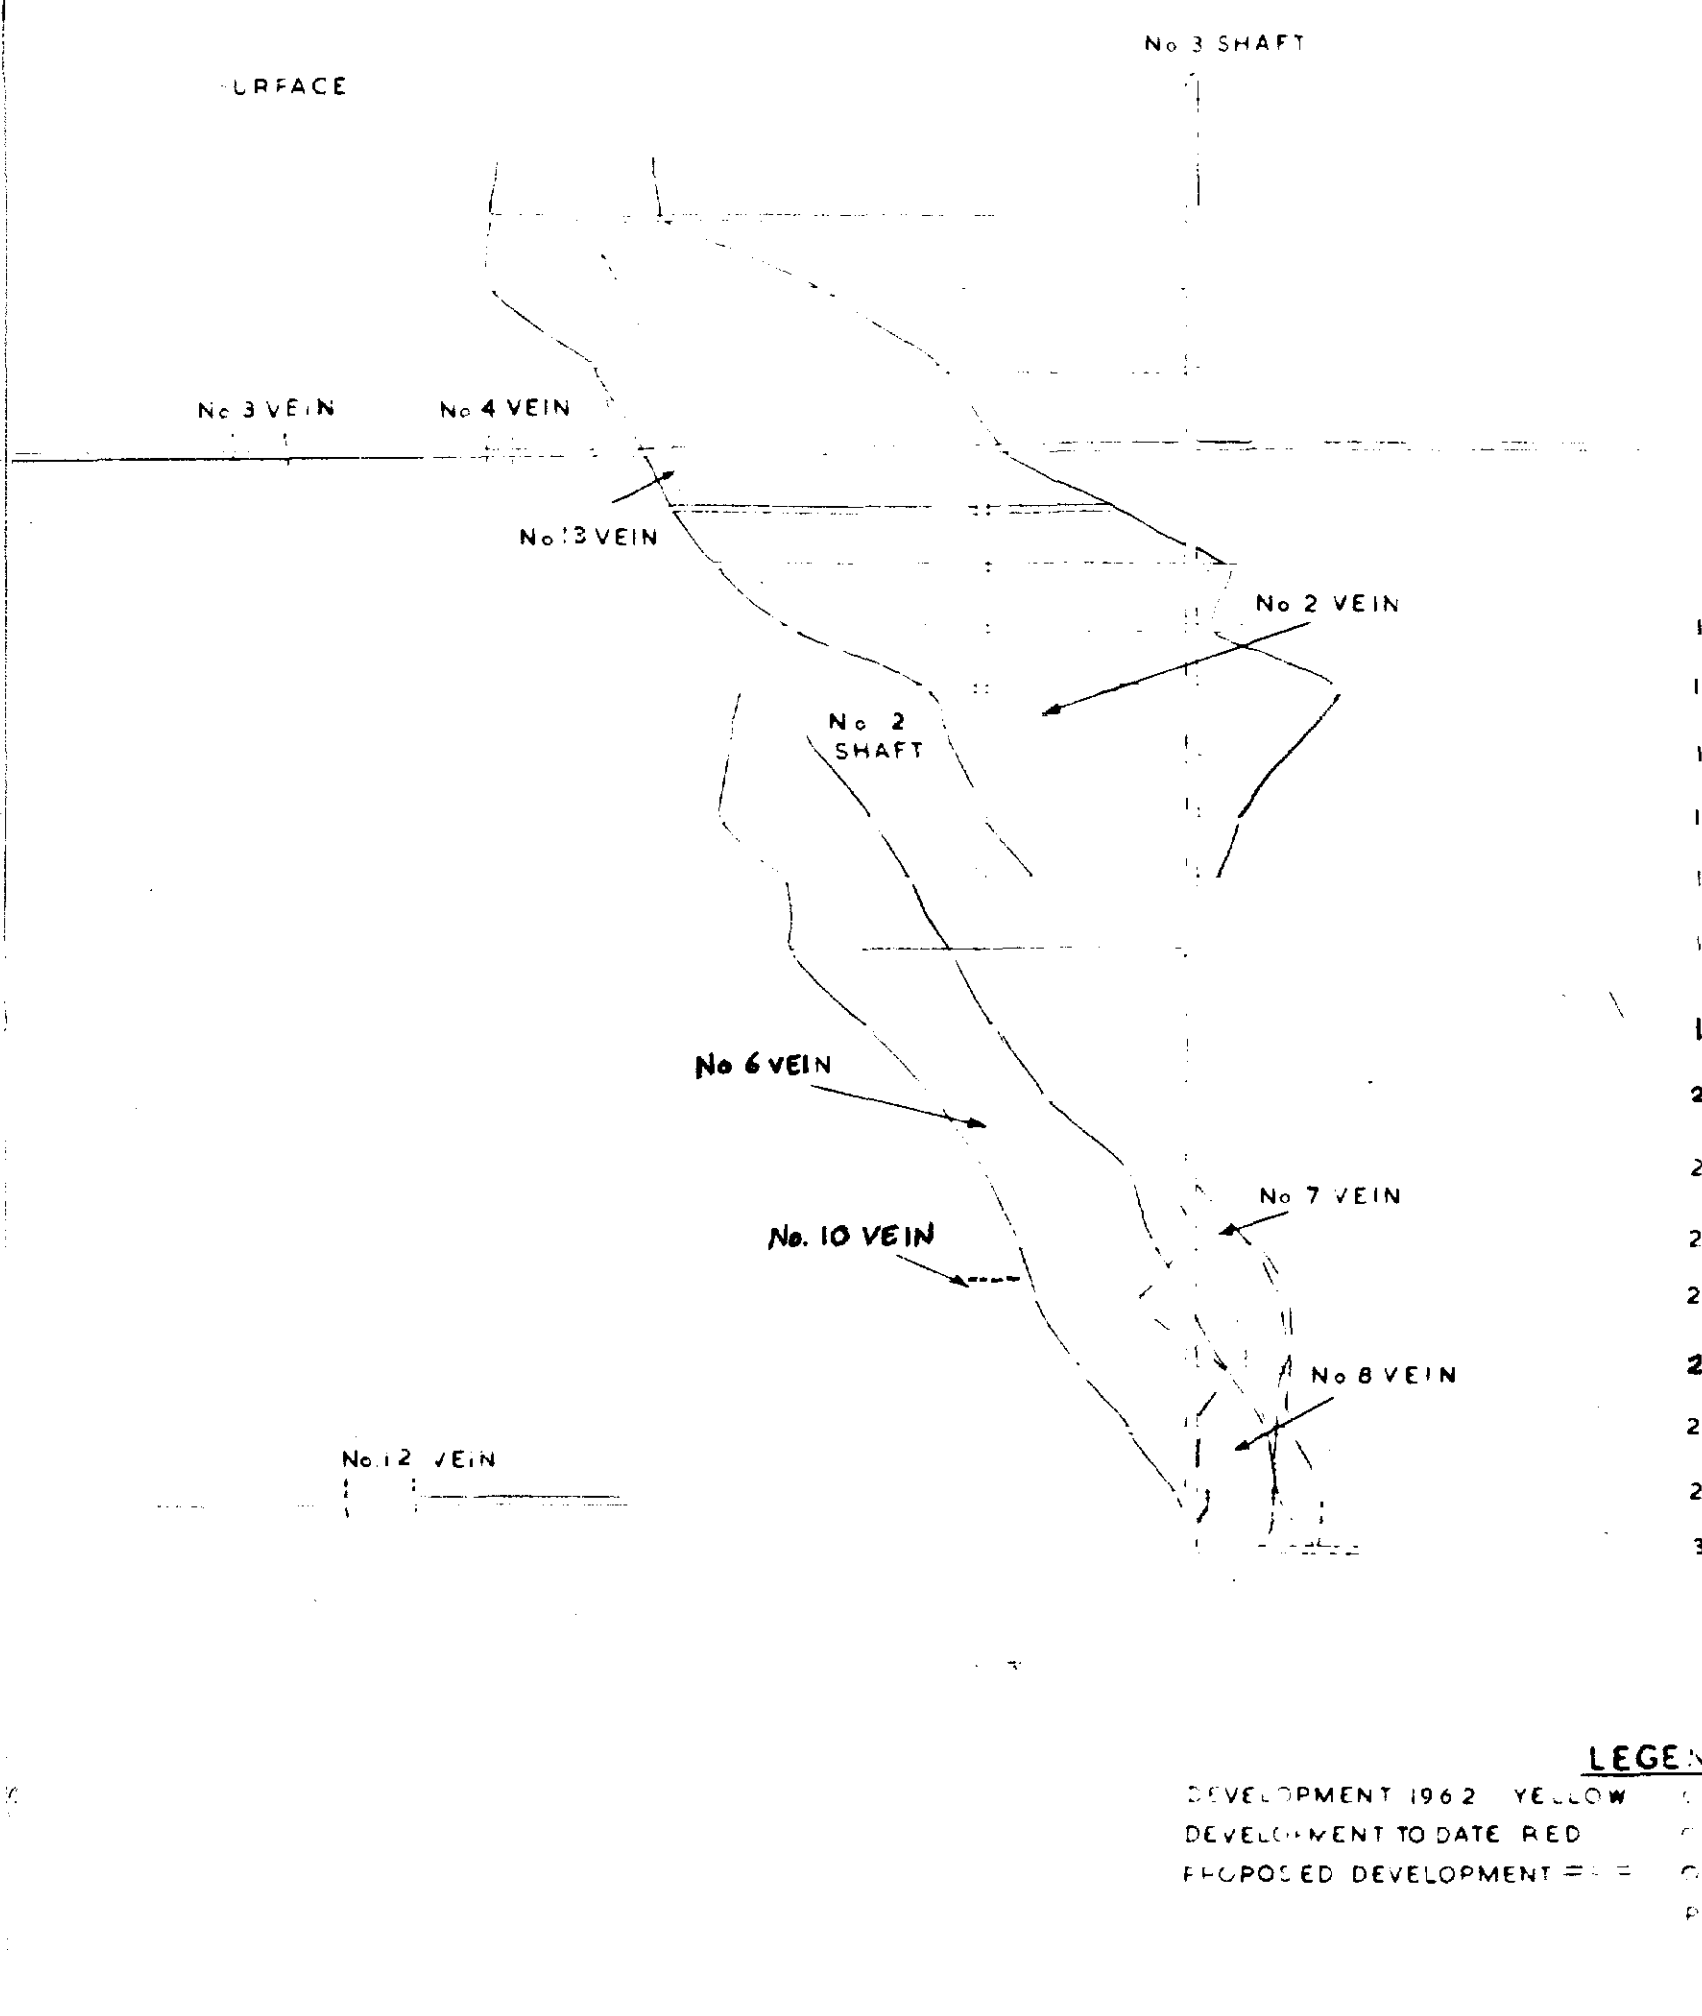 No 3 SHAFT
URFACE
No 3 VEIN
No 4 VEIN
No 13 VEIN
No 2 VEIN
No 2
SHAFT
No 6 VEIN
No 7 VEIN
No. 10 VEIN
No 8 VEIN
No. 12 VEIN
LEGEN
DEVELOPMENT 1962 YELLOW
DEVELOPMENT TO DATE RED
PROPOSED DEVELOPMENT